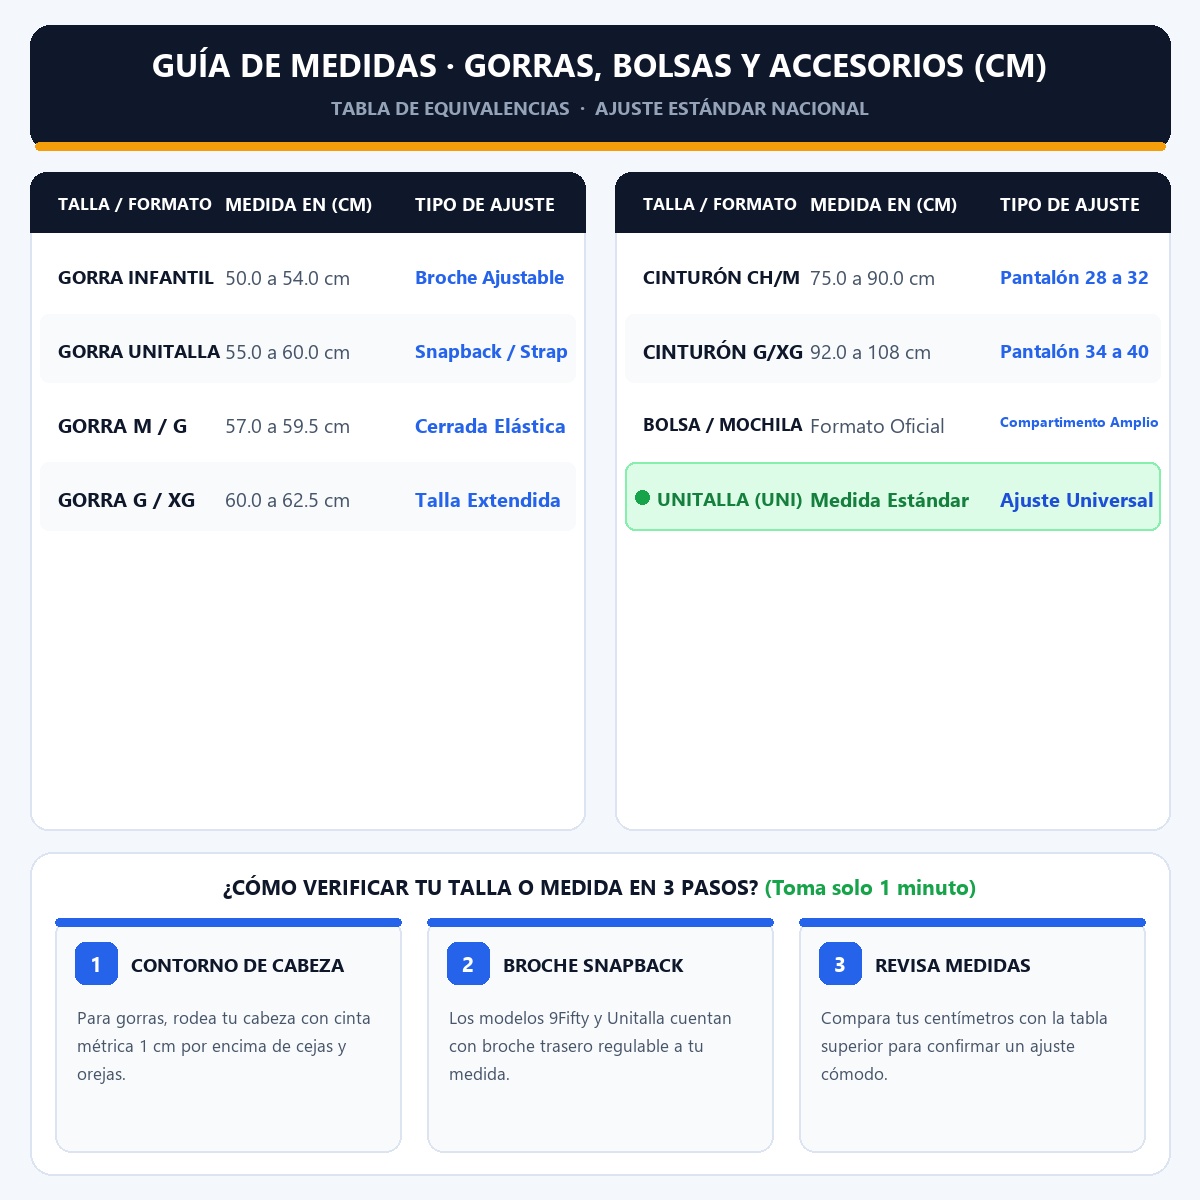 GUÍA DE MEDIDAS · GORRAS, BOLSAS Y ACCESORIOS (CM)
TABLA DE EQUIVALENCIAS · AJUSTE ESTÁNDAR NACIONAL
TALLA / FORMATO MEDIDA EN (CM) TIPO DE AJUSTE
GORRA INFANTIL 50.0 a 54.0 cm Broche Ajustable
GORRA UNITALLA 55.0 a 60.0 cm Snapback / Strap
GORRA M / G 57.0 a 59.5 cm Cerrada Elástica
GORRA G / XG 60.0 a 62.5 cm Talla Extendida
TALLA / FORMATO MEDIDA EN (CM) TIPO DE AJUSTE
CINTURÓN CH/M 75.0 a 90.0 cm Pantalón 28 a 32
CINTURÓN G/XG 92.0 a 108 cm Pantalón 34 a 40
BOLSA / MOCHILA Formato Oficial Compartimento Amplio
UNITALLA (UNI) Medida Estándar Ajuste Universal
¿CÓMO VERIFICAR TU TALLA O MEDIDA EN 3 PASOS? (Toma solo 1 minuto)
1 CONTORNO DE CABEZA
Para gorras, rodea tu cabeza con cinta
métrica 1 cm por encima de cejas y
orejas.
2 BROCHE SNAPBACK
Los modelos 9Fifty y Unitalla cuentan
con broche trasero regulable a tu
medida.
3 REVISA MEDIDAS
Compara tus centímetros con la tabla
superior para confirmar un ajuste
cómodo.